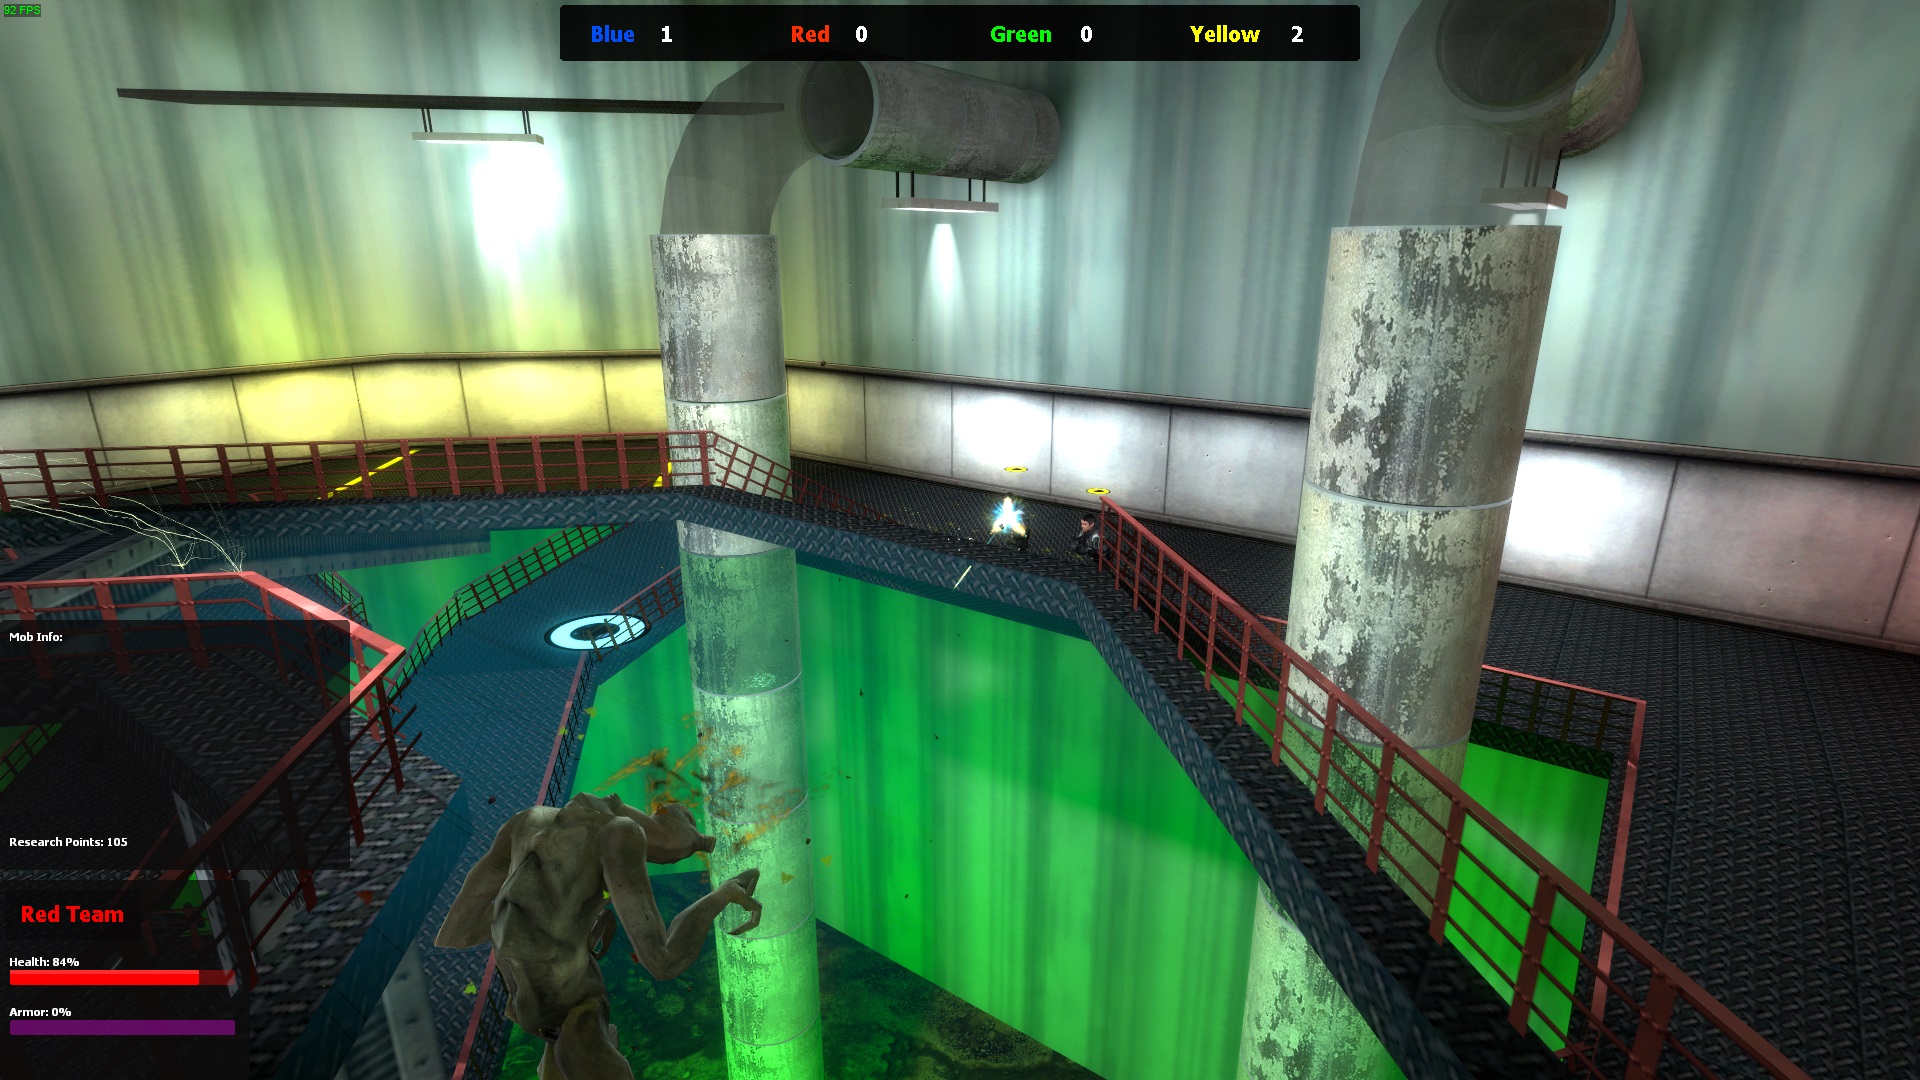 92 FPS
Blue 1 Red 0 Green 0 Yellow 2
Mob Info:
Research Points: 105
Red Team
Health: 84%
Armor: 0%